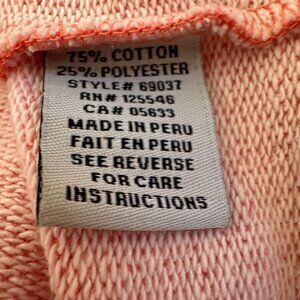 75% COTTON
25% POLYESTER
STYLE# 69037
RN# 125546
CA# 05633
MADE IN PERU
FAIT EN PERU
SEE REVERSE
FOR CARE
INSTRUCTIONS